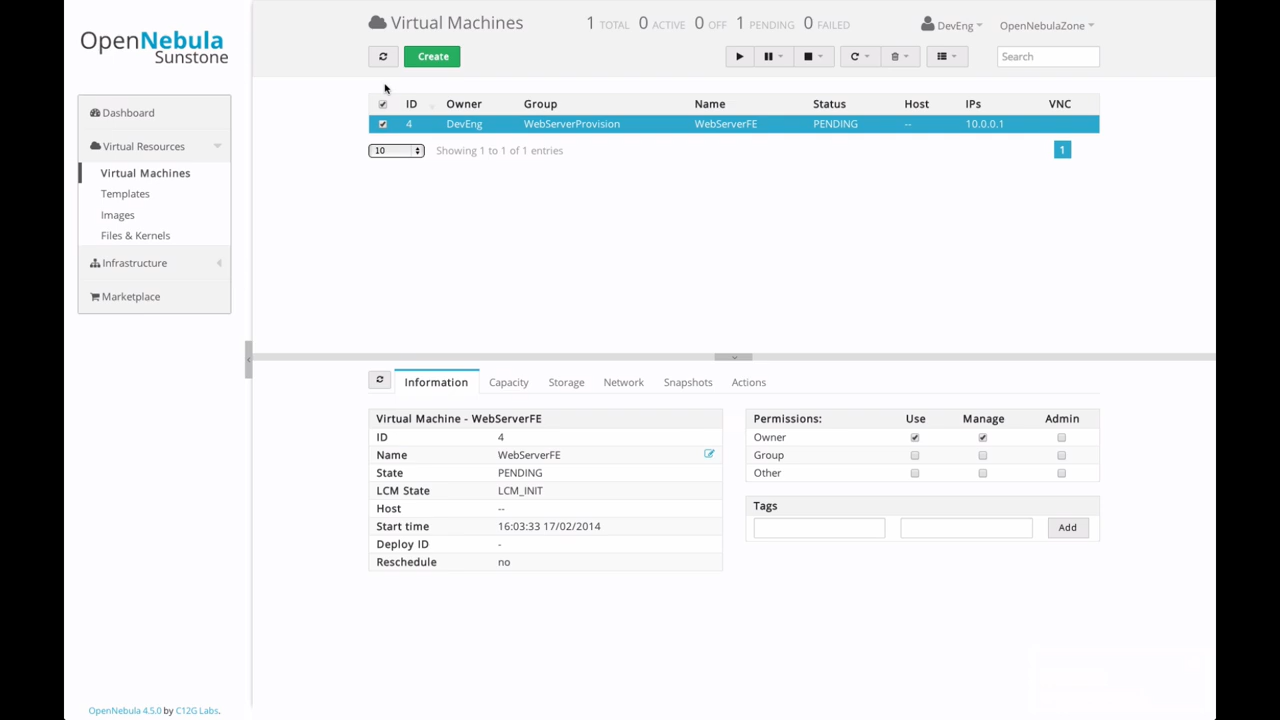 OpenNebula
Sunstone
Virtual Machines
1 TOTAL 0 ACTIVE 0 OFF 1 PENDING 0 FAILED
DevEng
OpenNebulaZone
Create
Search
Dashboard
Virtual Resources
Virtual Machines
Templates
Images
Files & Kernels
Infrastructure
Marketplace
ID Owner Group Name Status Host IPs VNC
4 DevEng WebServerProvision WebServerFE PENDING -- 10.0.0.1
10 Showing 1 to 1 of 1 entries 1
Information Capacity Storage Network Snapshots Actions
Virtual Machine - WebServerFE
ID 4
Name WebServerFE
State PENDING
LCM State LCM_INIT
Host --
Start time 16:03:33 17/02/2014
Deploy ID -
Reschedule no
Permissions: Use Manage Admin
Owner
Group
Other
Tags
Add
OpenNebula 4.5.0 by C12G Labs.